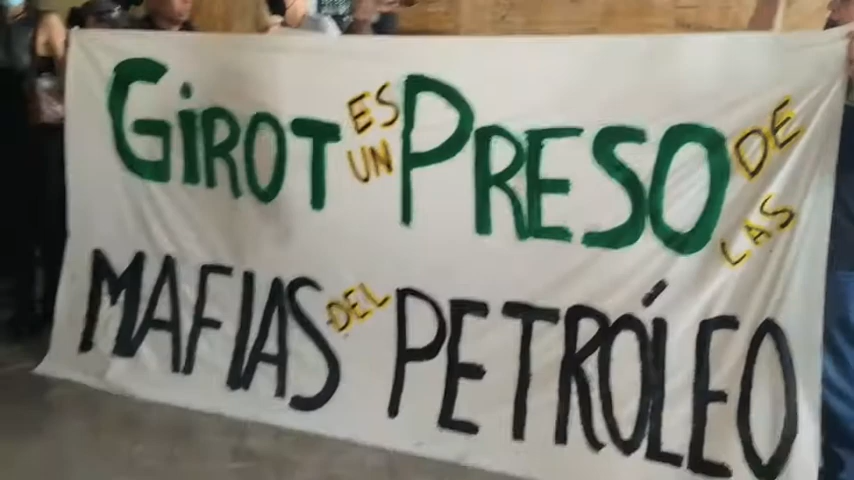 GiROT ES UN PRESO DE LAS
MAFIAS DEL PETRÓLEO